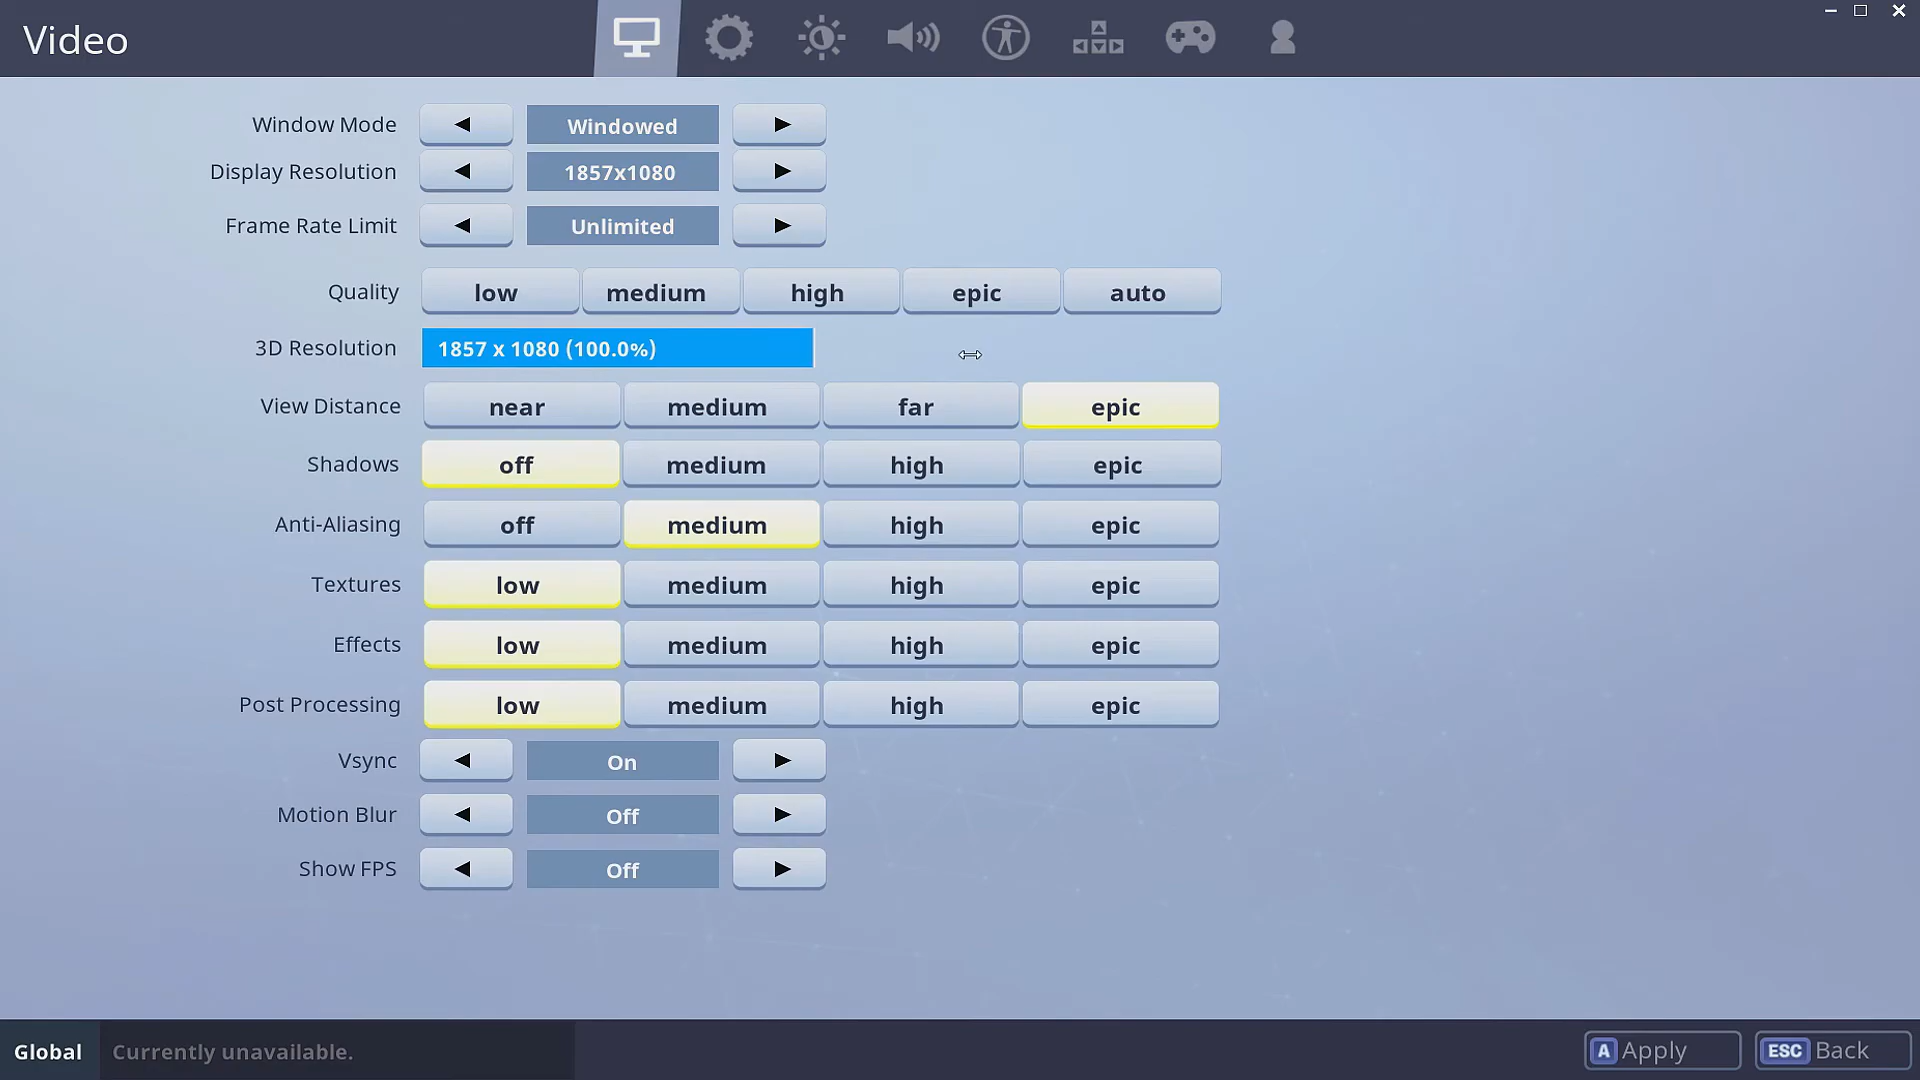 Video
Window Mode ◄ Windowed ►
Display Resolution ◄ 1857x1080 ►
Frame Rate Limit ◄ Unlimited ►
Quality low medium high epic auto
3D Resolution 1857 x 1080 (100.0%)
View Distance near medium far epic
Shadows off medium high epic
Anti-Aliasing off medium high epic
Textures low medium high epic
Effects low medium high epic
Post Processing low medium high epic
Vsync ◄ On ►
Motion Blur ◄ Off ►
Show FPS ◄ Off ►
Global Currently unavailable. A Apply ESC Back